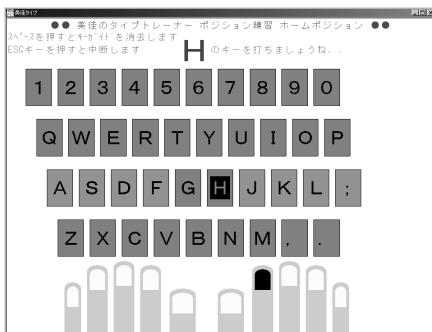 美佳タイプ
●● 美佳のタイプトレーナー ポジション練習 ホームポジション ●●
スペースを押すとキーガイドを消去します
ESCキーを押すと中断します H のキーを打ちましょうね．．
1 2 3 4 5 6 7 8 9 0
Q W E R T Y U I O P
A S D F G H J K L ;
Z X C V B N M , .